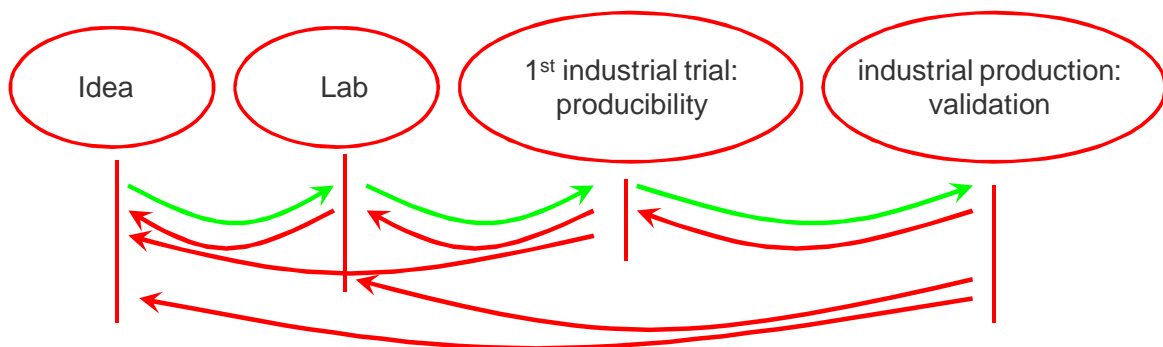 Idea
Lab
1st industrial trial:
producibility
industrial production:
validation